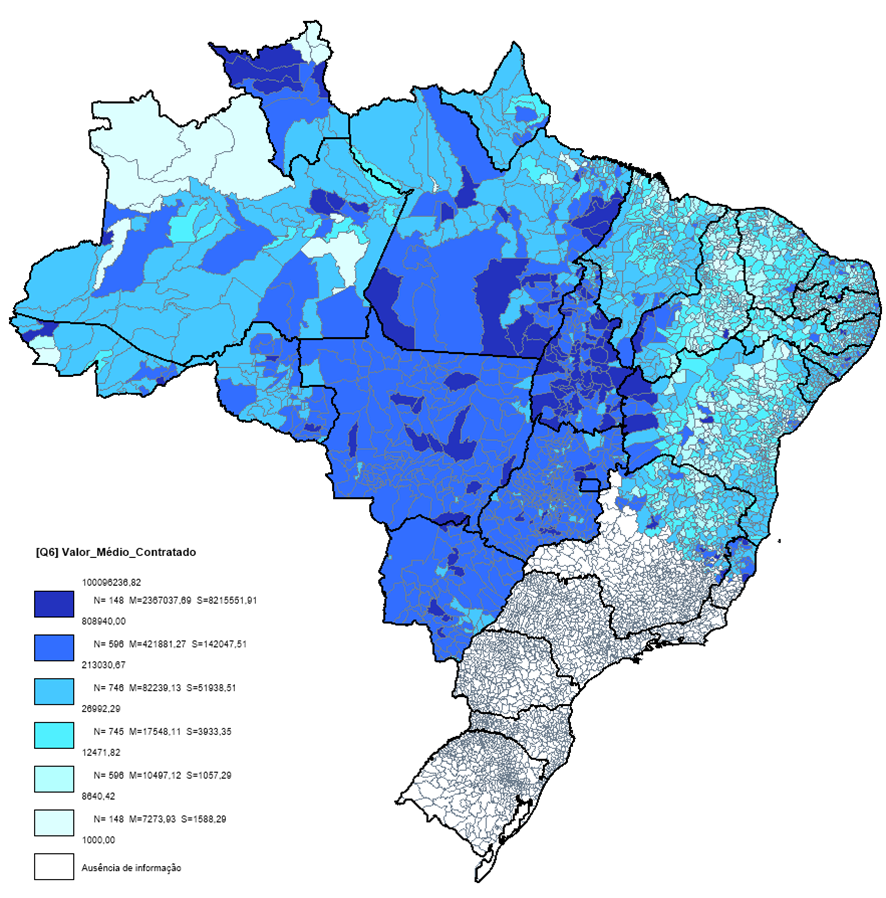 [Q6] Valor_Médio_Contratado
100096236,82
N= 148 M=2367037,69 S=8215551,91
808940,00
N= 596 M=421881,27 S=142047,51
213030,67
N= 746 M=82239,13 S=51938,51
26992,29
N= 745 M=17548,11 S=3933,35
12471,82
N= 596 M=10497,12 S=1057,29
8640,42
N= 148 M=7273,93 S=1588,29
1000,00
Ausência de informação